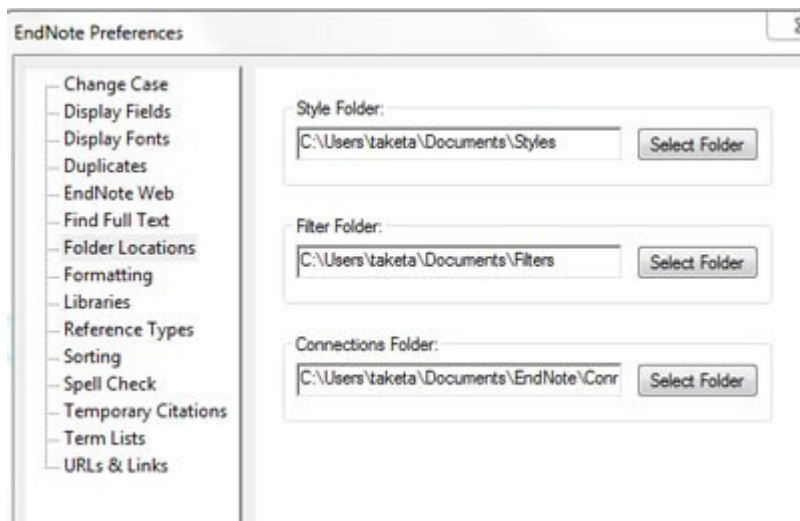 EndNote Preferences
Change Case
Display Fields
Display Fonts
Duplicates
EndNote Web
Find Full Text
Folder Locations
Formatting
Libraries
Reference Types
Sorting
Spell Check
Temporary Citations
Term Lists
URLs & Links
Style Folder:
C:\Users\taketa\Documents\Styles
Select Folder
Filter Folder:
C:\Users\taketa\Documents\Filters
Select Folder
Connections Folder:
C:\Users\taketa\Documents\EndNote\Conr
Select Folder